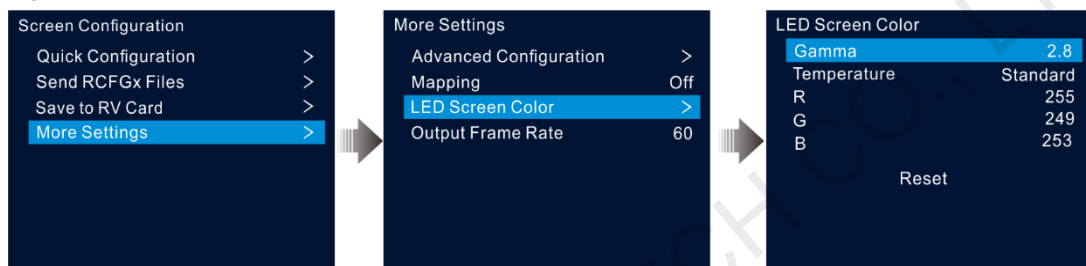 Screen Configuration
Quick Configuration >
Send RCFGx Files >
Save to RV Card >
More Settings >
More Settings
Advanced Configuration >
Mapping Off
LED Screen Color >
Output Frame Rate 60
LED Screen Color
Gamma 2.8
Temperature Standard
R 255
G 249
B 253
Reset